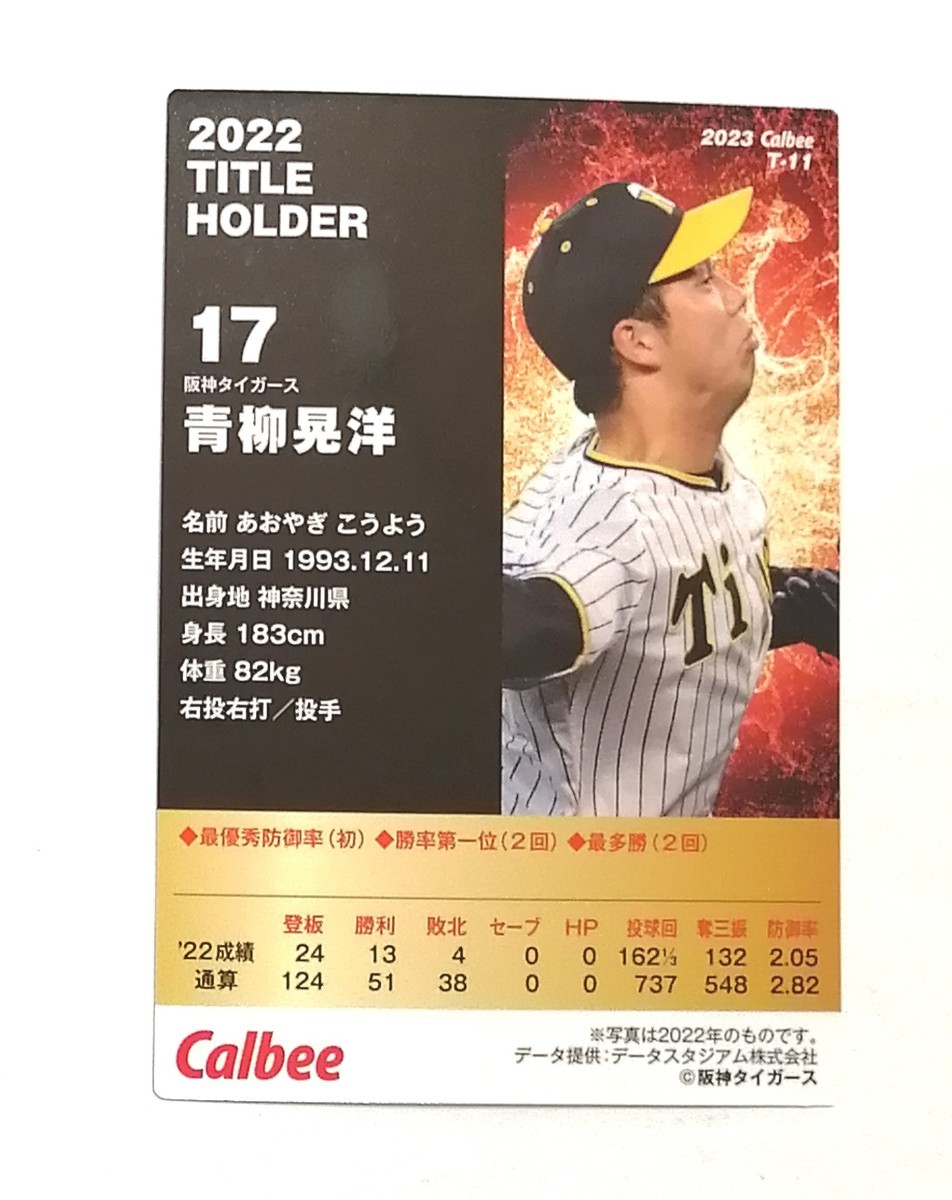 2022
TITLE
HOLDER
2023 Calbee
T-11
17
阪神タイガース
青柳晃洋
名前 あおやぎ こうよう
生年月日 1993.12.11
出身地 神奈川県
身長 183cm
体重 82kg
右投右打/投手
Ti
◆最優秀防御率(初) ◆勝率第一位(2回) ◆最多勝(2回)
登板 勝利 敗北 セーブ HP 投球回 奪三振 防御率
'22成績 24 13 4 0 0 162⅓ 132 2.05
通算 124 51 38 0 0 737 548 2.82
Calbee
※写真は2022年のものです。
データ提供:データスタジアム株式会社
©阪神タイガース